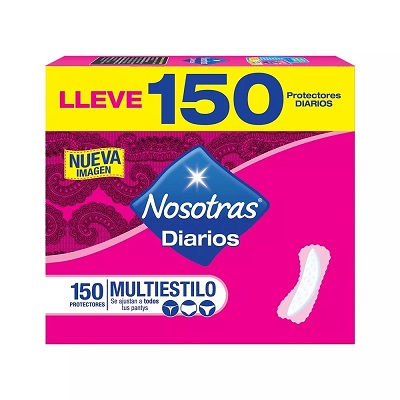 LLEVE 150 Protectores
DIARIOS
NUEVA
IMAGEN
Nosotras®
Diarios
150
PROTECTORES
MULTIESTILO
Se ajustan a todos
tus pantys